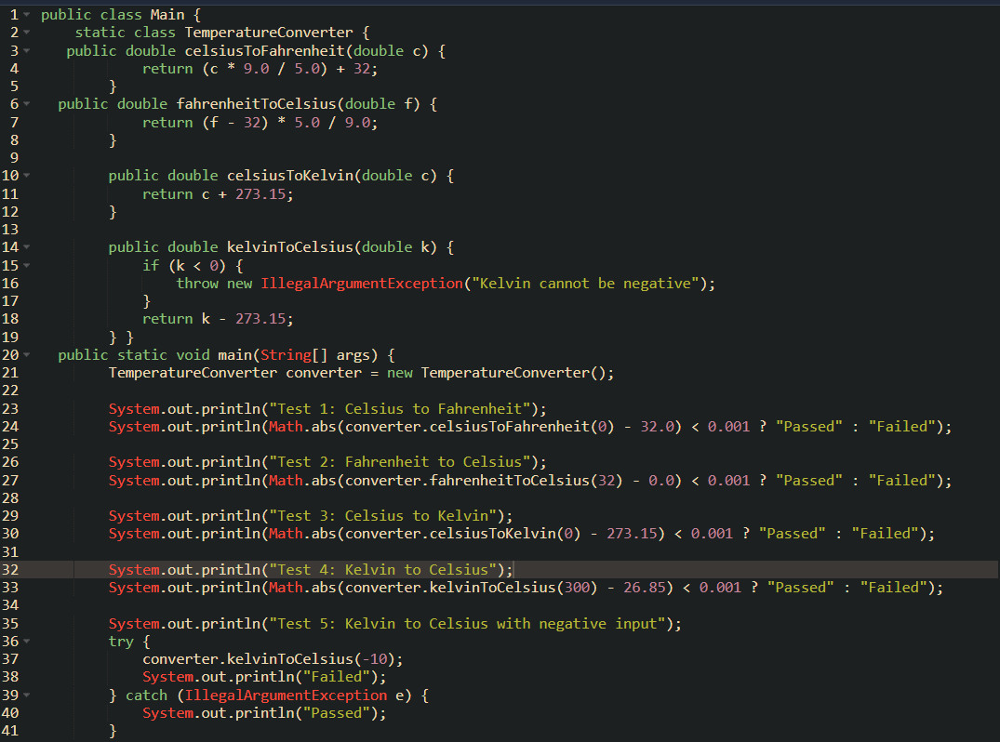 1 public class Main {
2     static class TemperatureConverter {
3    public double celsiusToFahrenheit(double c) {
4             return (c * 9.0 / 5.0) + 32;
5         }
6   public double fahrenheitToCelsius(double f) {
7             return (f - 32) * 5.0 / 9.0;
8         }
9
10         public double celsiusToKelvin(double c) {
11             return c + 273.15;
12         }
13
14         public double kelvinToCelsius(double k) {
15             if (k < 0) {
16                 throw new IllegalArgumentException("Kelvin cannot be negative");
17             }
18             return k - 273.15;
19         } }
20   public static void main(String[] args) {
21         TemperatureConverter converter = new TemperatureConverter();
22
23         System.out.println("Test 1: Celsius to Fahrenheit");
24         System.out.println(Math.abs(converter.celsiusToFahrenheit(0) - 32.0) < 0.001 ? "Passed" : "Failed");
25
26         System.out.println("Test 2: Fahrenheit to Celsius");
27         System.out.println(Math.abs(converter.fahrenheitToCelsius(32) - 0.0) < 0.001 ? "Passed" : "Failed");
28
29         System.out.println("Test 3: Celsius to Kelvin");
30         System.out.println(Math.abs(converter.celsiusToKelvin(0) - 273.15) < 0.001 ? "Passed" : "Failed");
31
32         System.out.println("Test 4: Kelvin to Celsius");
33         System.out.println(Math.abs(converter.kelvinToCelsius(300) - 26.85) < 0.001 ? "Passed" : "Failed");
34
35         System.out.println("Test 5: Kelvin to Celsius with negative input");
36         try {
37             converter.kelvinToCelsius(-10);
38             System.out.println("Failed");
39         } catch (IllegalArgumentException e) {
40             System.out.println("Passed");
41         }